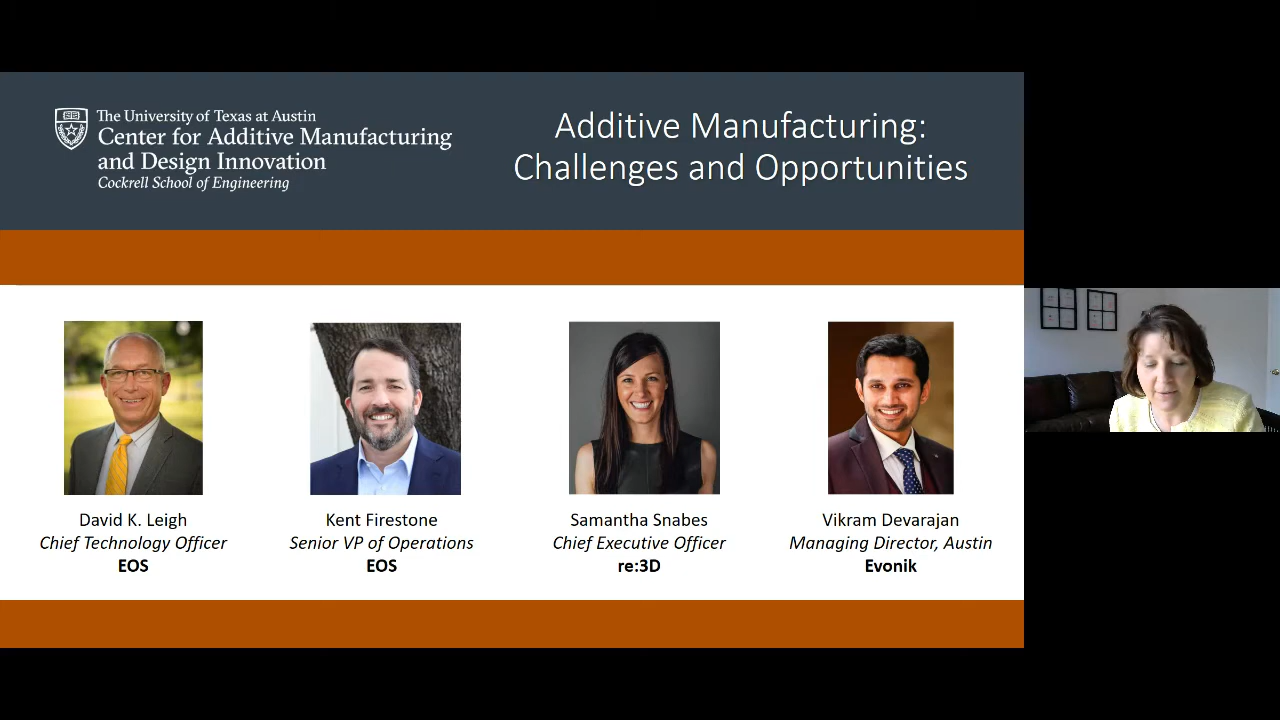 The University of Texas at Austin
Center for Additive Manufacturing
and Design Innovation
Cockrell School of Engineering
Additive Manufacturing:
Challenges and Opportunities
David K. Leigh
Chief Technology Officer
EOS
Kent Firestone
Senior VP of Operations
EOS
Samantha Snabes
Chief Executive Officer
re:3D
Vikram Devarajan
Managing Director, Austin
Evonik